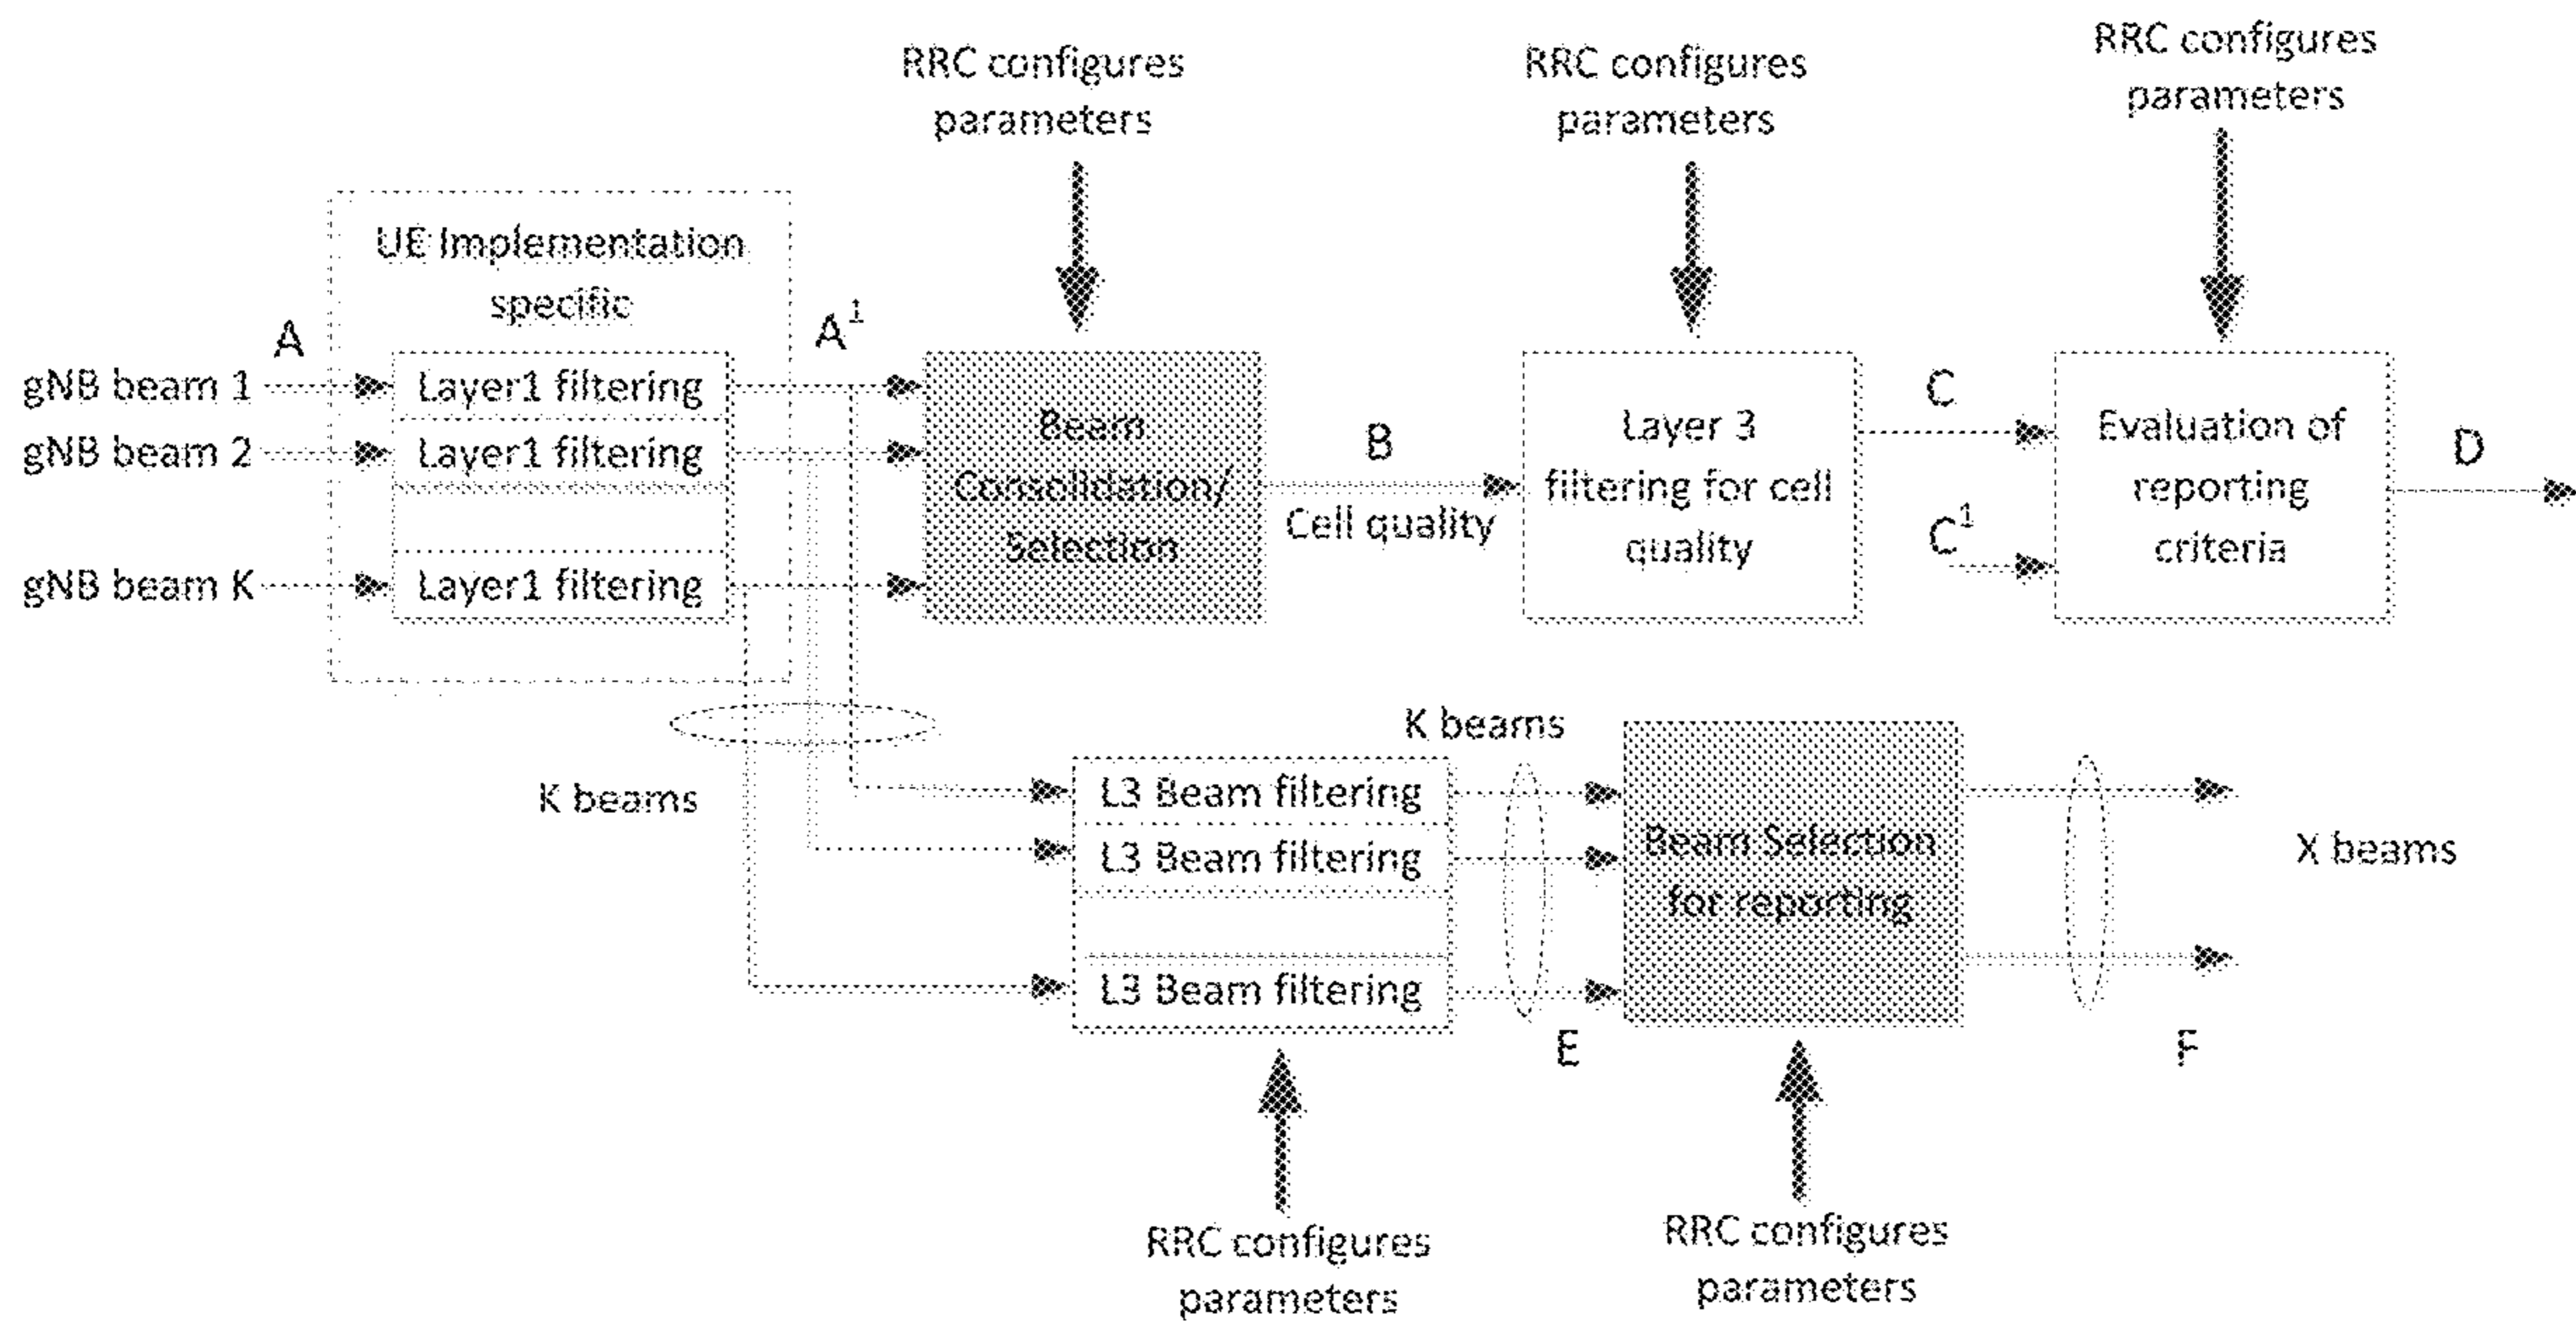 RRC configures
parameters
RRC configures
parameters
RRC configures
parameters
UE Implementation
specific
A
A1
gNB beam 1
Layer1 filtering
gNB beam 2
Layer1 filtering
gNB beam K
Layer1 filtering
Beam
Consolidation/
Selection
B
Cell quality
Layer 3
filtering for cell
quality
C
C1
Evaluation of
reporting
criteria
D
K beams
K beams
L3 Beam filtering
L3 Beam filtering
L3 Beam filtering
E
Beam Selection
for reporting
X beams
F
RRC configures
parameters
RRC configures
parameters